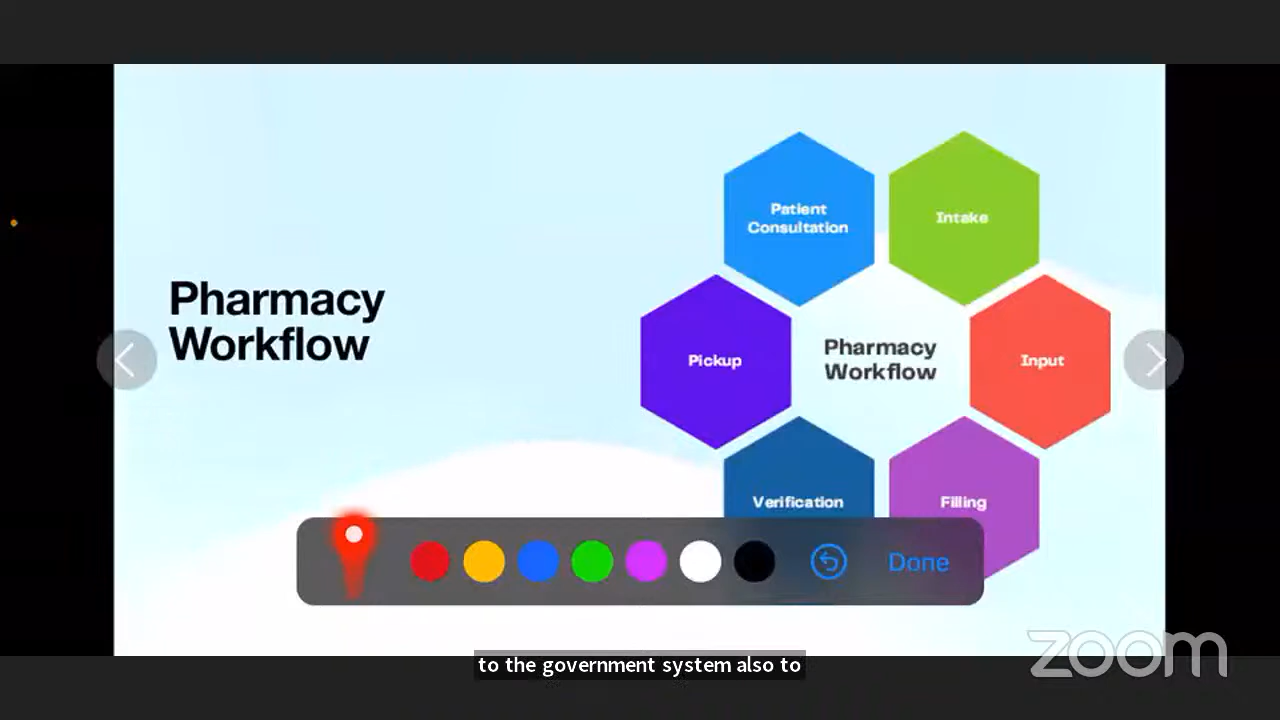 Pharmacy
Workflow
Patient
Consultation
Intake
Pickup
Pharmacy
Workflow
Input
Verification
Filling
Done
to the government system also to
zoom